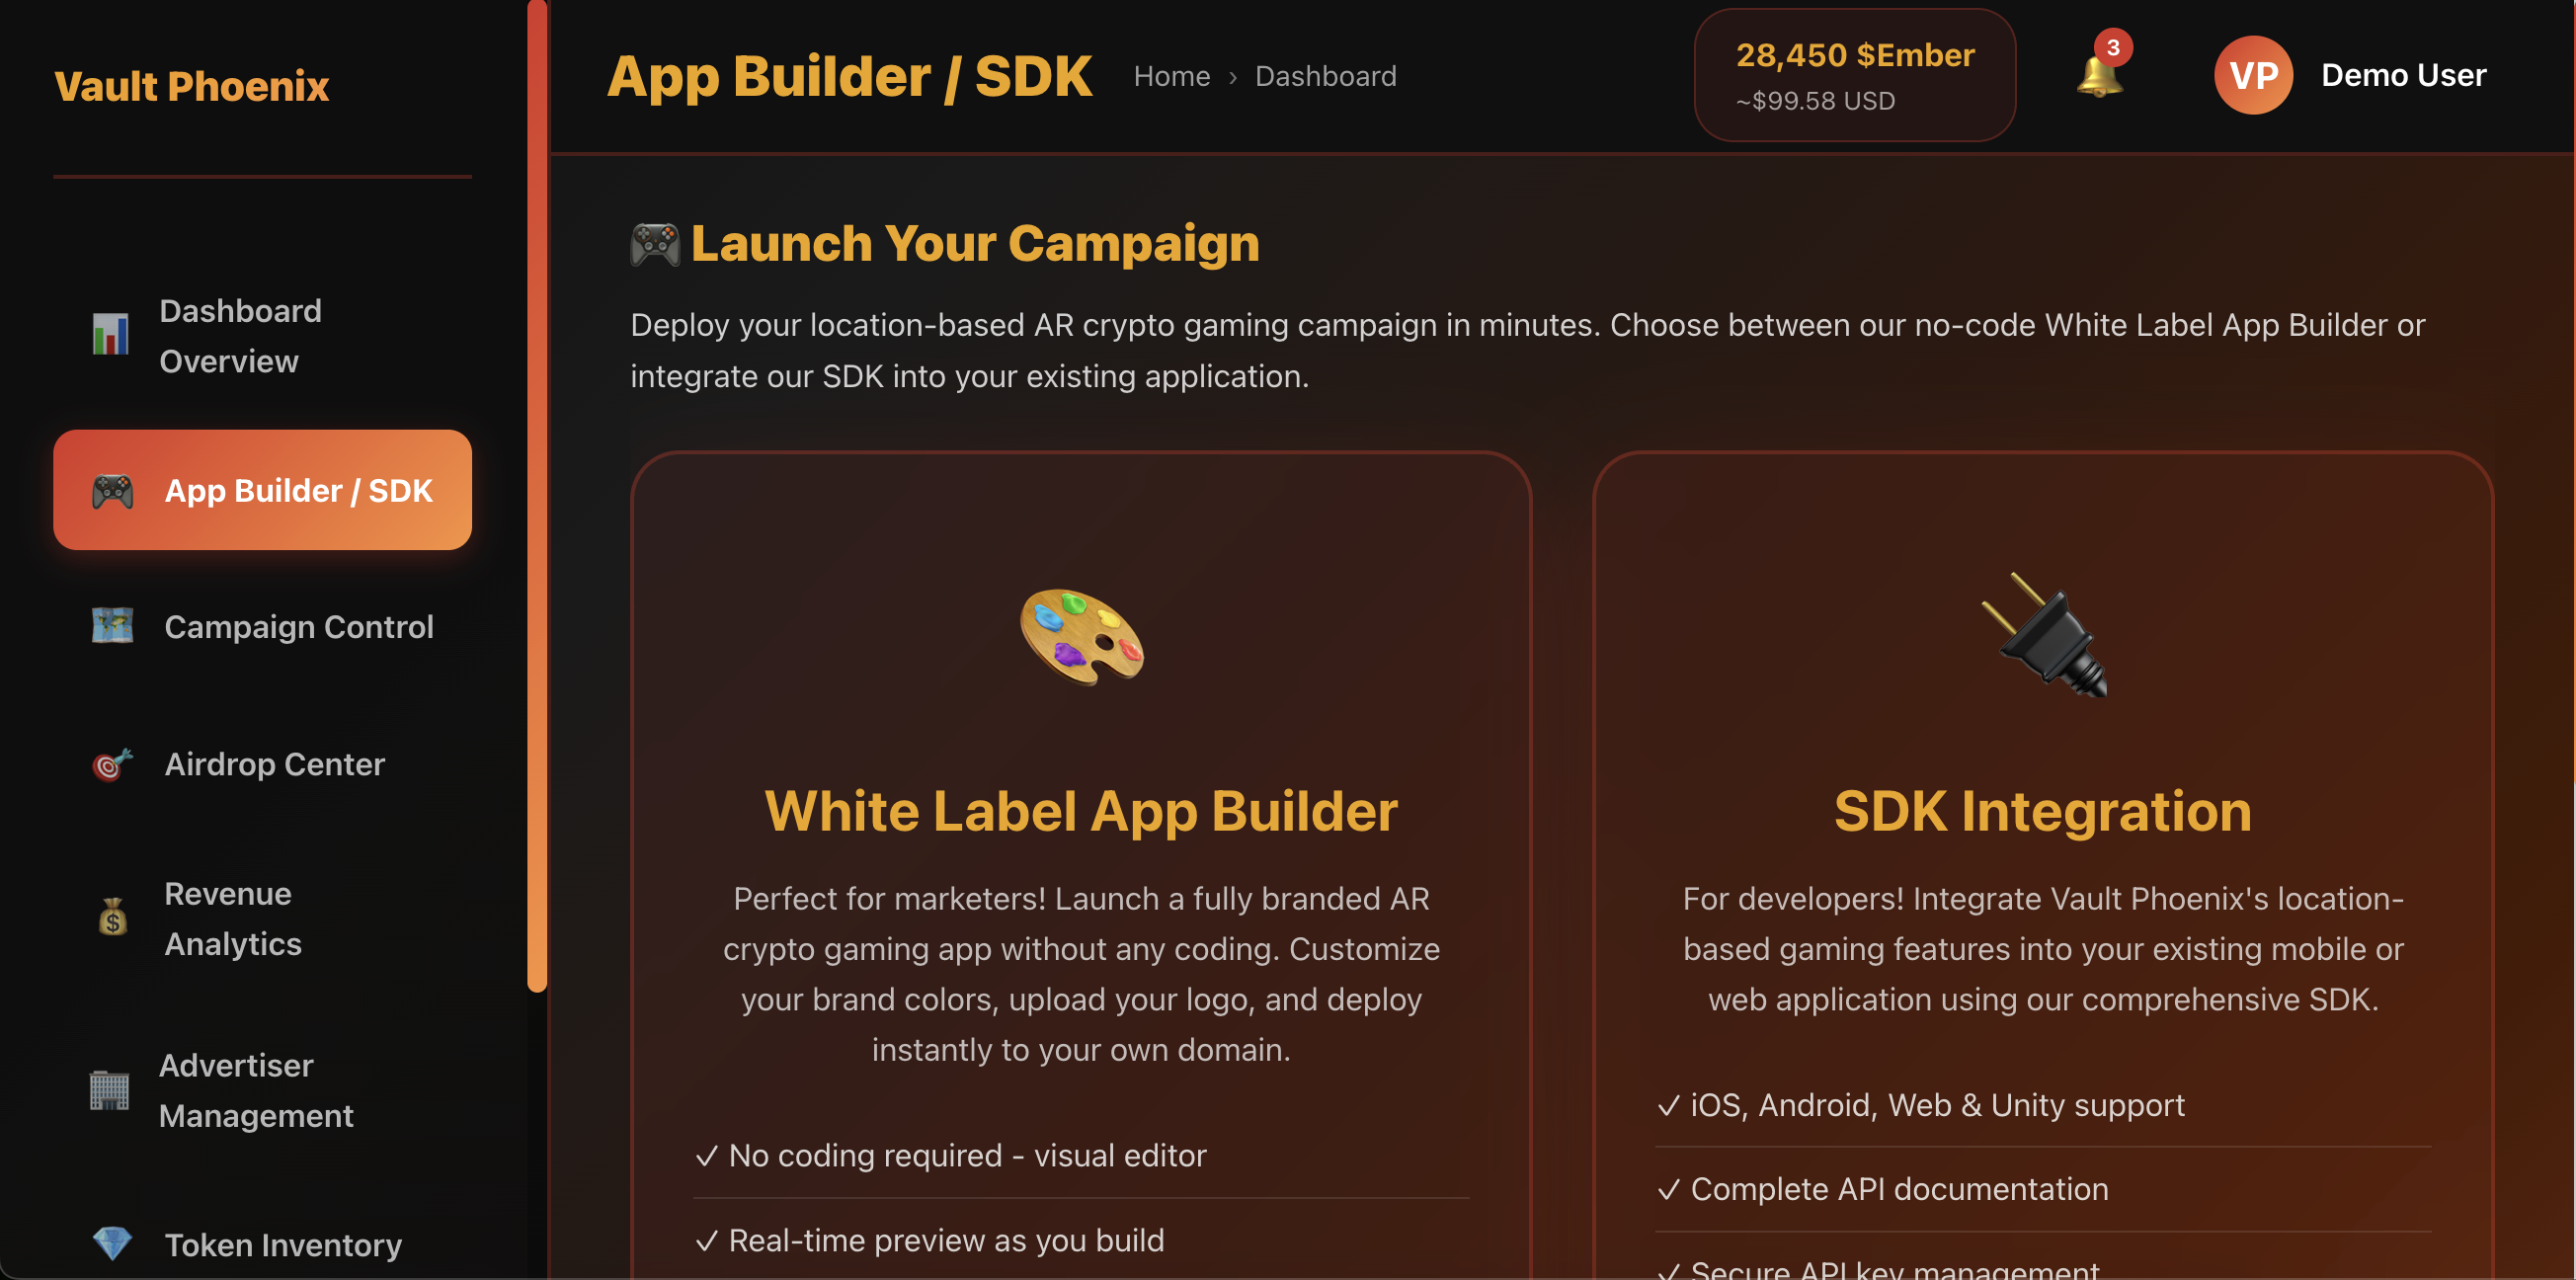 Vault Phoenix
Dashboard
Overview
App Builder / SDK
Campaign Control
Airdrop Center
Revenue
Analytics
Advertiser
Management
Token Inventory
App Builder / SDK
Home › Dashboard
28,450 $Ember
~$99.58 USD
3
VP
Demo User
Launch Your Campaign
Deploy your location-based AR crypto gaming campaign in minutes. Choose between our no-code White Label App Builder or
integrate our SDK into your existing application.
White Label App Builder
Perfect for marketers! Launch a fully branded AR
crypto gaming app without any coding. Customize
your brand colors, upload your logo, and deploy
instantly to your own domain.
✓ No coding required - visual editor
✓ Real-time preview as you build
SDK Integration
For developers! Integrate Vault Phoenix's location-
based gaming features into your existing mobile or
web application using our comprehensive SDK.
✓ iOS, Android, Web & Unity support
✓ Complete API documentation
✓ Secure API key management